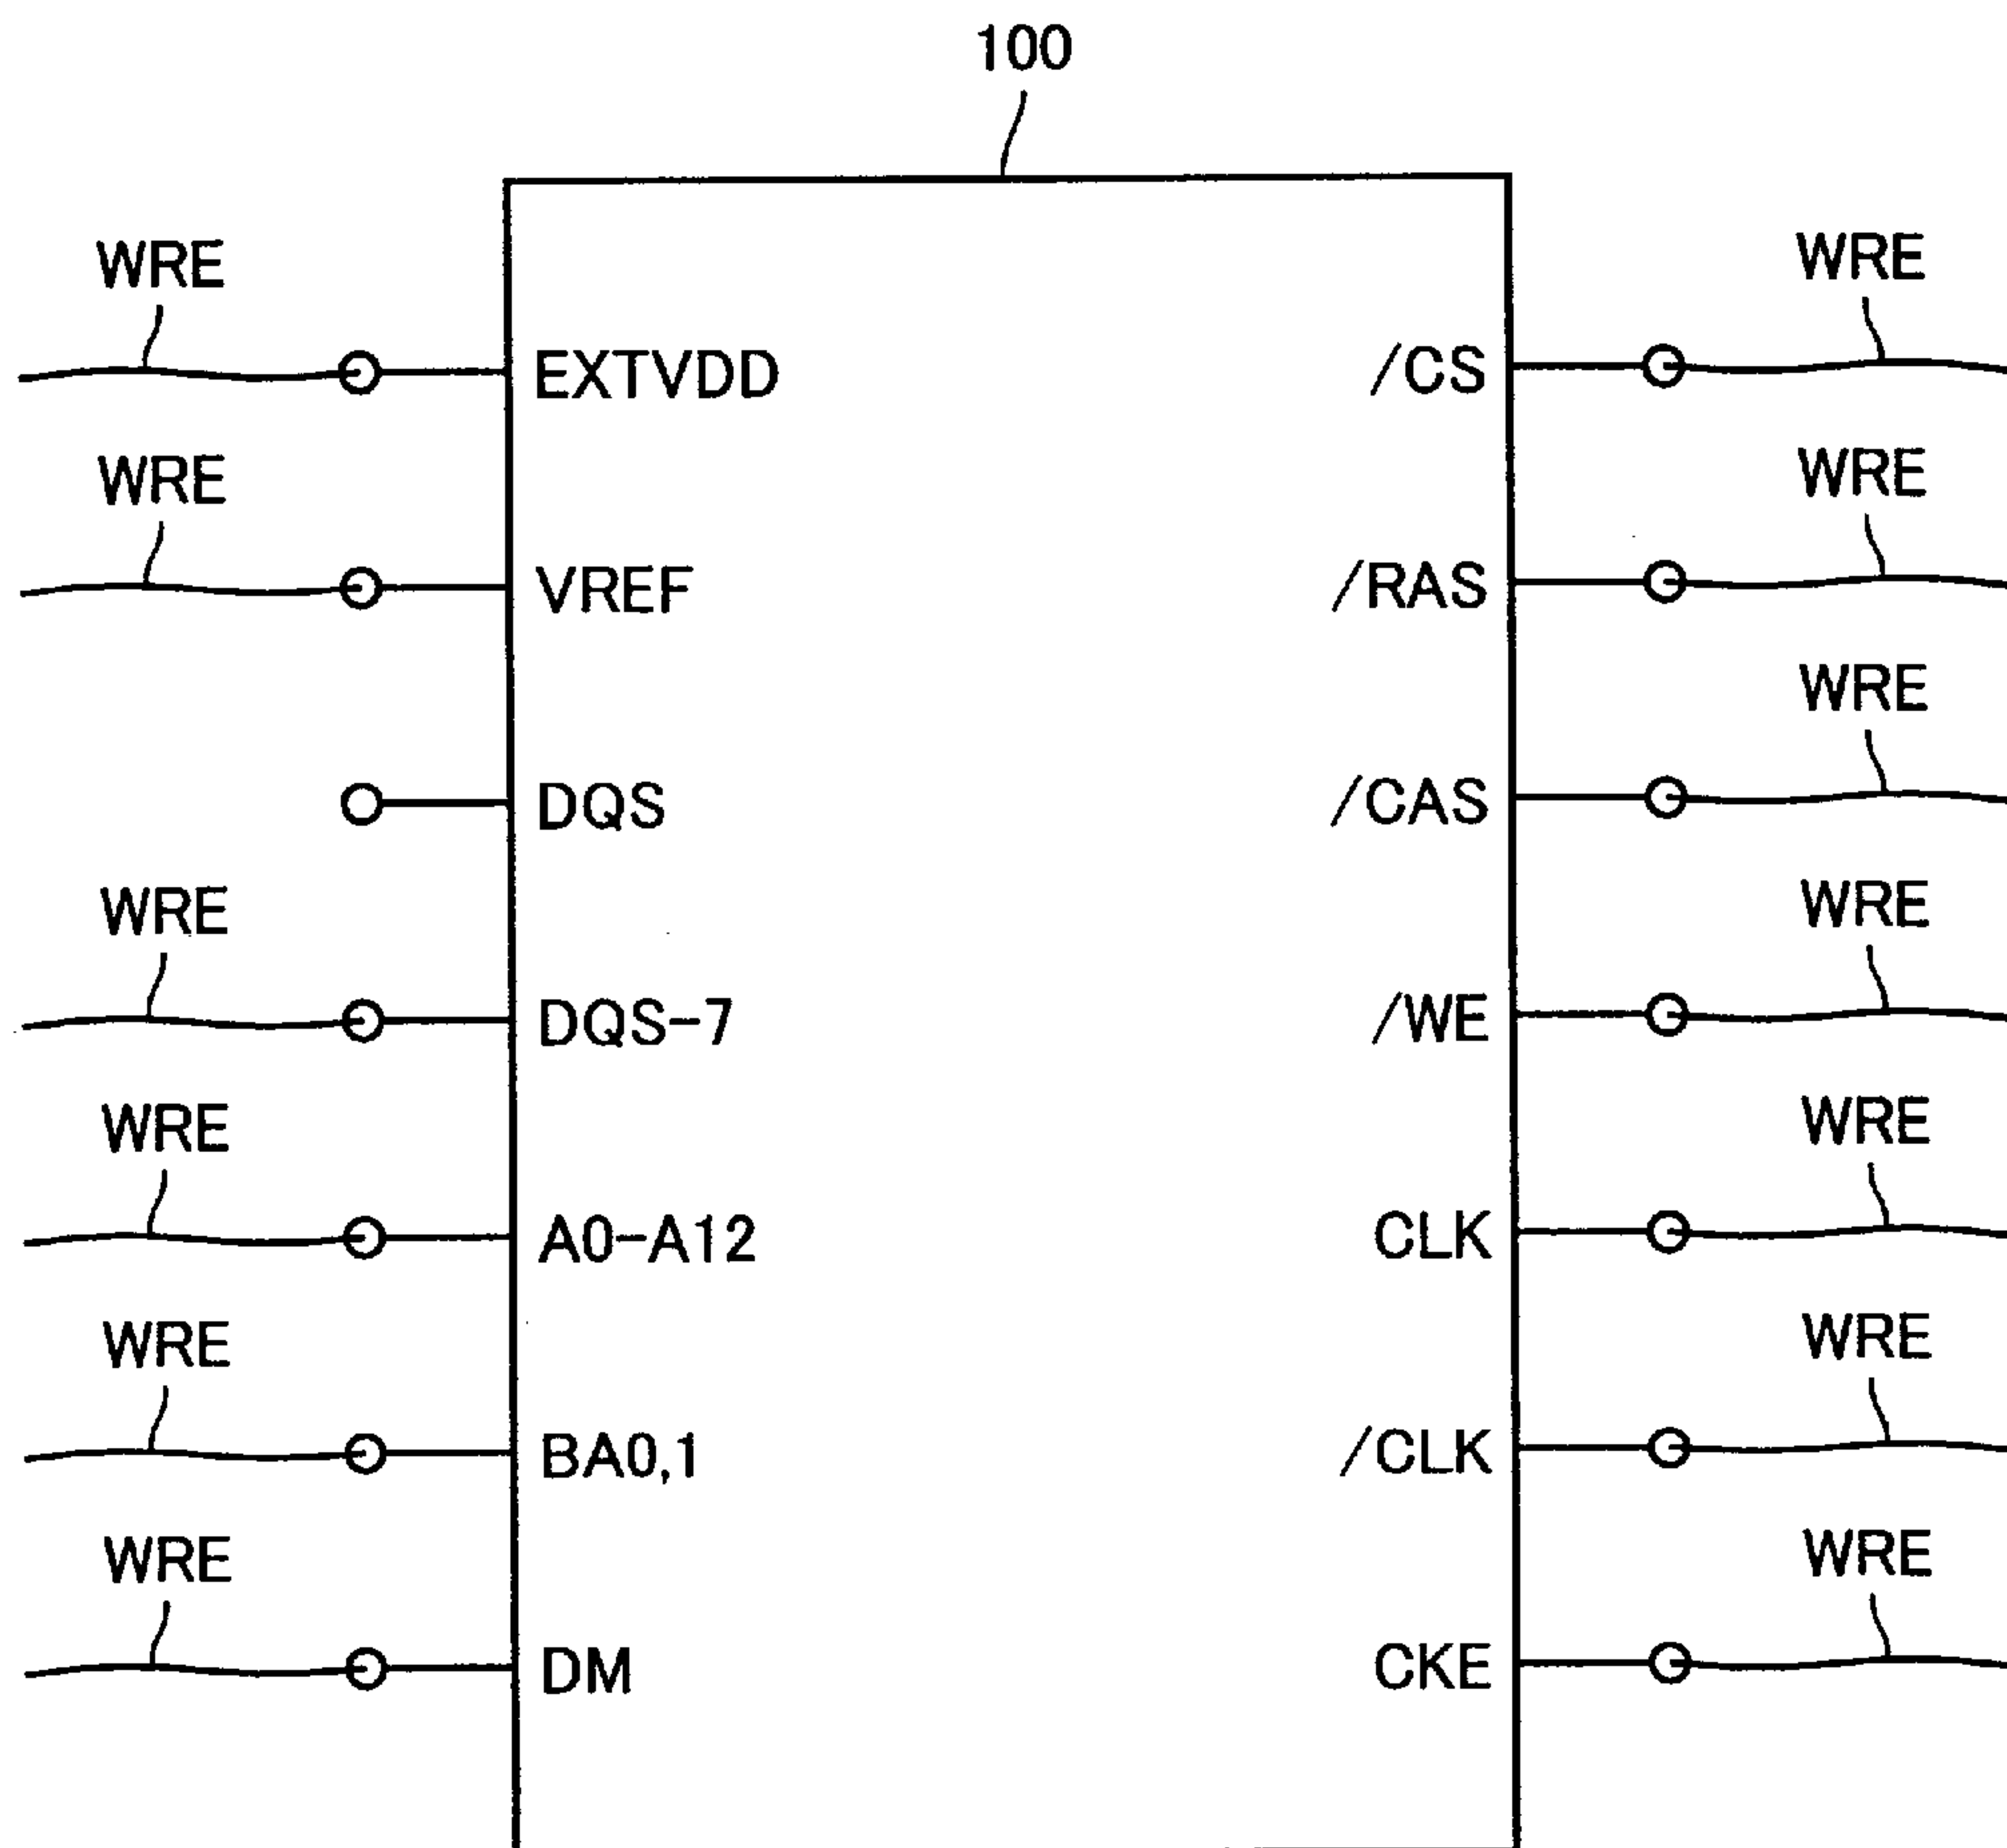 100
WRE WRE
EXTVDD /CS
WRE WRE
VREF /RAS
WRE
DQS /CAS
WRE WRE
DQS-7 /WE
WRE WRE
A0-A12 CLK
WRE WRE
BA0,1 /CLK
WRE WRE
DM CKE